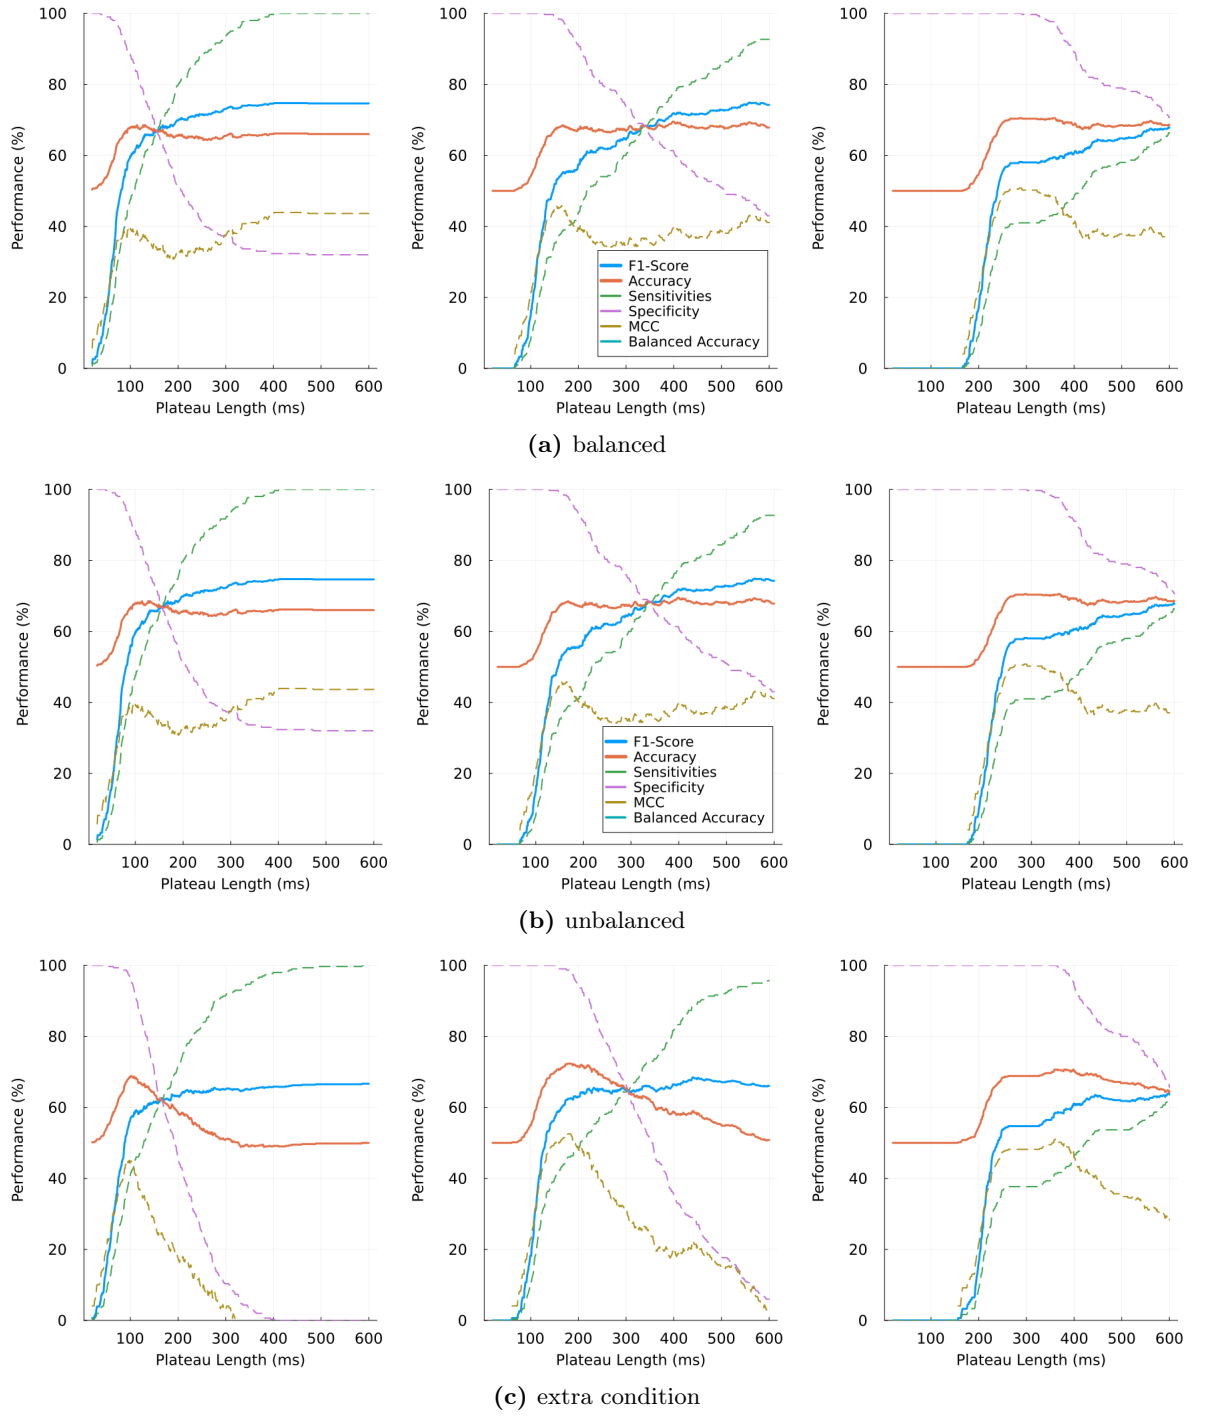 100
80
60
40
20
0
Performance (%)
100 200 300 400 500 600
Plateau Length (ms)
100
80
60
40
20
0
Performance (%)
100 200 300 400 500 600
Plateau Length (ms)
F1-Score
Accuracy
Sensitivities
Specificity
MCC
Balanced Accuracy
100
80
60
40
20
0
Performance (%)
100 200 300 400 500 600
Plateau Length (ms)
(a) balanced
100
80
60
40
20
0
Performance (%)
100 200 300 400 500 600
Plateau Length (ms)
100
80
60
40
20
0
Performance (%)
100 200 300 400 500 600
Plateau Length (ms)
F1-Score
Accuracy
Sensitivities
Specificity
MCC
Balanced Accuracy
100
80
60
40
20
0
Performance (%)
100 200 300 400 500 600
Plateau Length (ms)
(b) unbalanced
100
80
60
40
20
0
Performance (%)
100 200 300 400 500 600
Plateau Length (ms)
100
80
60
40
20
0
Performance (%)
100 200 300 400 500 600
Plateau Length (ms)
100
80
60
40
20
0
Performance (%)
100 200 300 400 500 600
Plateau Length (ms)
(c) extra condition